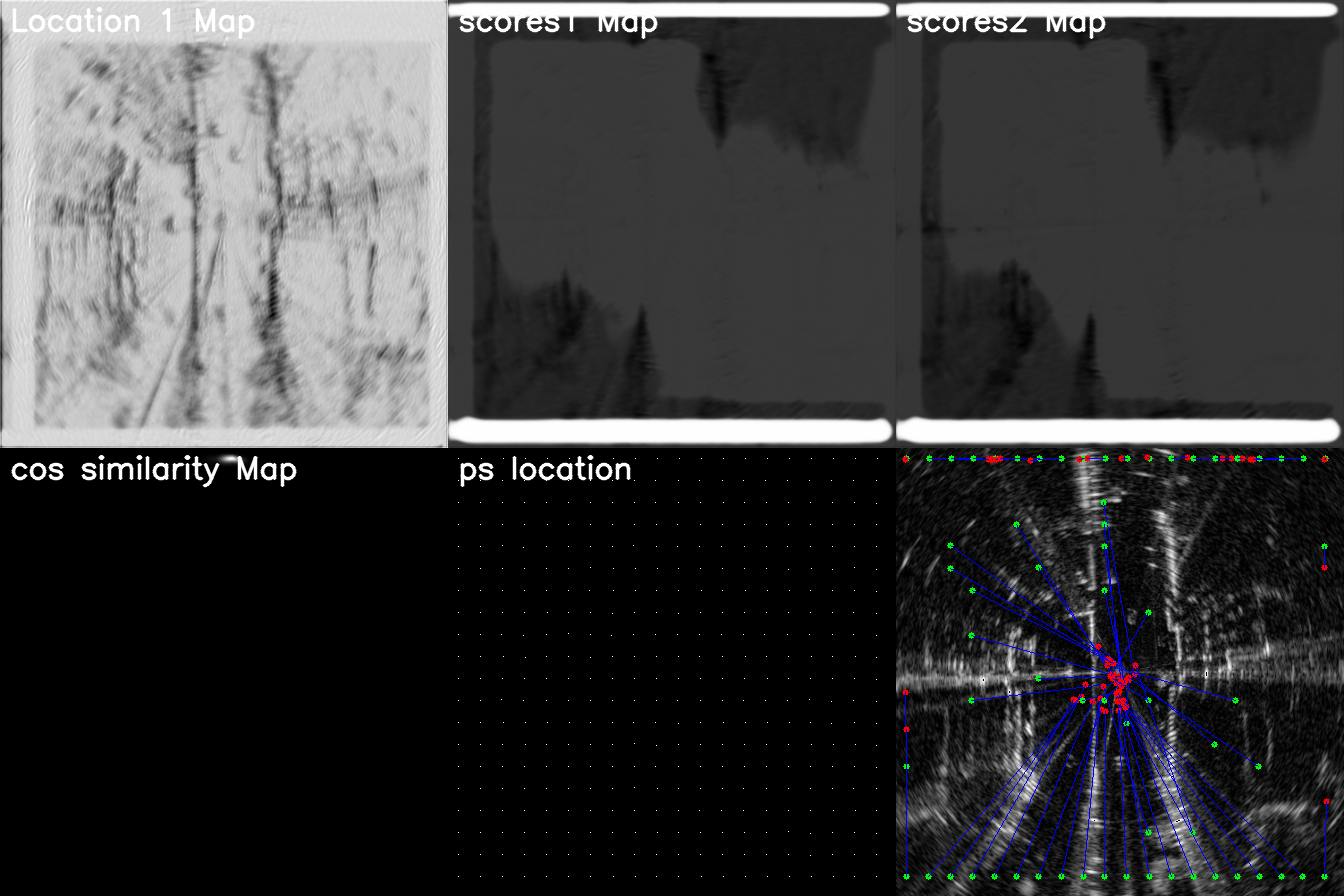 Location 1 Map
scores1 Map
scores2 Map
cos similarity Map
ps location